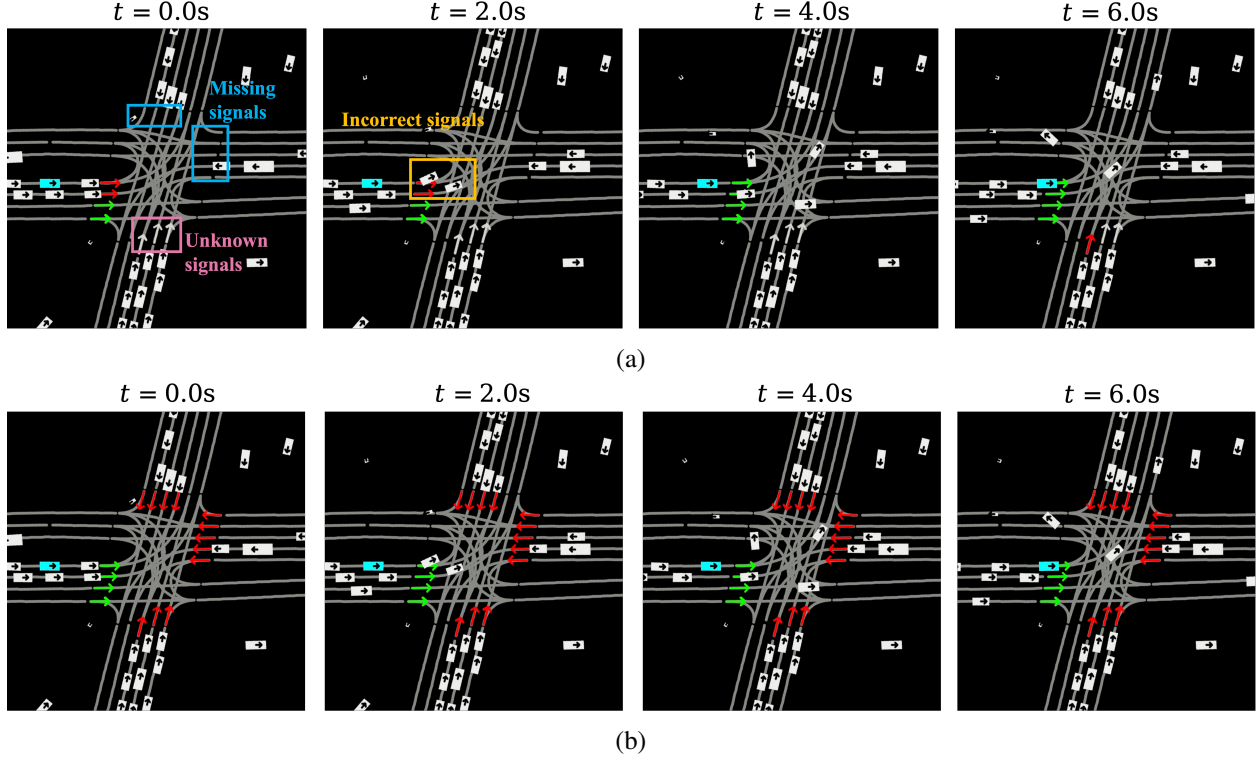 t = 0.0s
t = 2.0s
t = 4.0s
t = 6.0s
Missing
signals
Incorrect signals
Unknown
signals
(a)
t = 0.0s
t = 2.0s
t = 4.0s
t = 6.0s
(b)